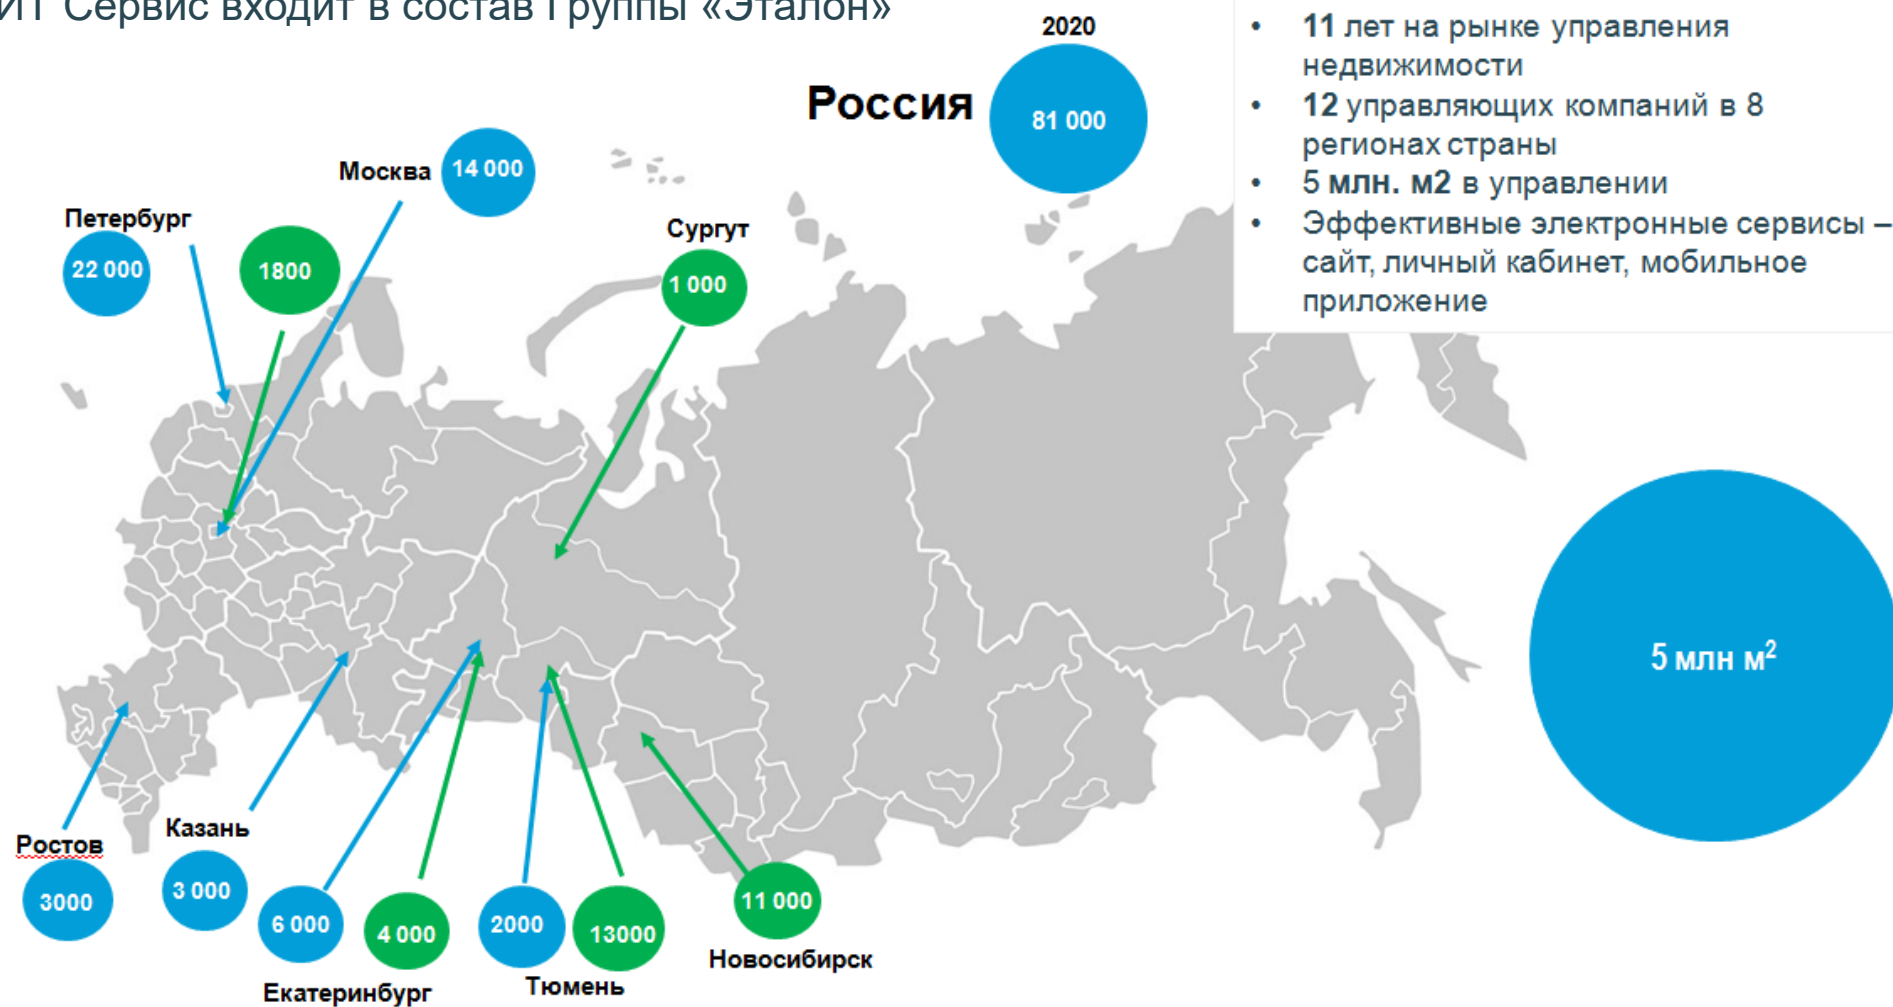 ИТ Сервис входит в состав Группы «Эталон»
2020
Россия
81 000
• 11 лет на рынке управления
недвижимости
• 12 управляющих компаний в 8
регионах страны
• 5 млн. м2 в управлении
• Эффективные электронные сервисы –
сайт, личный кабинет, мобильное
приложение
Москва
14 000
Петербург
22 000
1800
Сургут
1 000
5 млн м²
Ростов
3000
Казань
3 000
6 000
4 000
Екатеринбург
2000
13000
Тюмень
11 000
Новосибирск